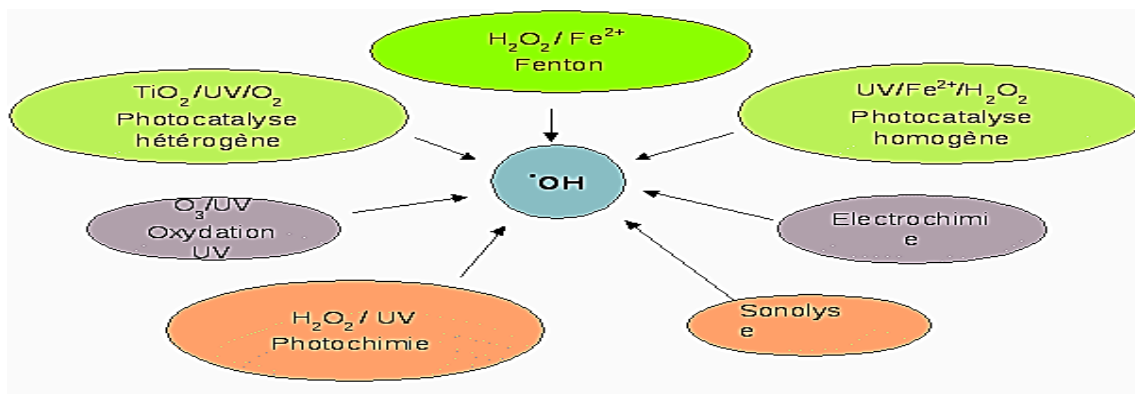 H₂O₂ / Fe²⁺
Fenton
TiO₂/UV/O₂
Photocatalyse
hétérogène
UV/Fe²⁺/H₂O₂
Photocatalyse
homogène
•OH
O₃/UV
Oxydation
UV
Electrochimi
e
H₂O₂ / UV
Photochimie
Sonolys
e